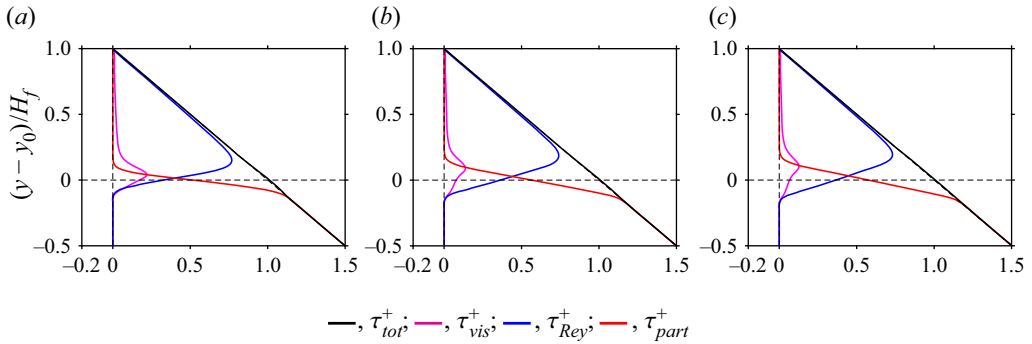 (a) (b) (c)
1.0 1.0 1.0
(y – y0)/Hf
0.5 0.5 0.5
0 0 0
–0.5 –0.5 –0.5
–0.2 0 0.5 1.0 1.5 –0.2 0 0.5 1.0 1.5 –0.2 0 0.5 1.0 1.5
, τ+tot; , τ+vis; , τ+Rey; , τ+part